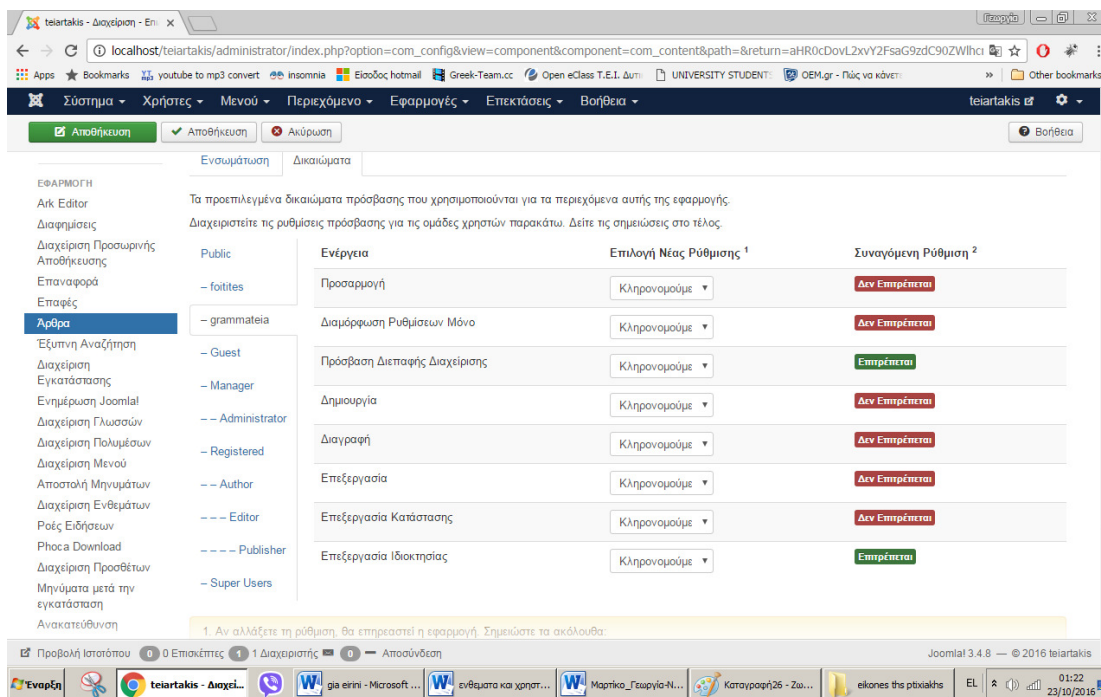 teiartakis - Διαχείριση - Επι
Γεωργία
localhost/teiartakis/administrator/index.php?option=com_config&view=component&component=com_content&path=&return=aHR0cDovL2xvY2FsaG9zdC90ZWlhci
Apps Bookmarks youtube to mp3 convert insomnia Είσοδος hotmail Greek-Team.cc Open eClass Τ.Ε.Ι. Δυτι UNIVERSITY STUDENTS OEM.gr - Πώς να κάνετε » Other bookmarks
Σύστημα Χρήστες Μενού Περιεχόμενο Εφαρμογές Επεκτάσεις Βοήθεια teiartakis
Αποθήκευση Αποθήκευση Ακύρωση Βοήθεια
Ενσωμάτωση Δικαιώματα
ΕΦΑΡΜΟΓΗ
Ark Editor
Διαφημίσεις
Διαχείριση Προσωρινής
Αποθήκευσης
Επαναφορά
Επαφές
Άρθρα
Έξυπνη Αναζήτηση
Διαχείριση
Εγκατάστασης
Ενημέρωση Joomla!
Διαχείριση Γλωσσών
Διαχείριση Πολυμέσων
Διαχείριση Μενού
Αποστολή Μηνυμάτων
Διαχείριση Ενθεμάτων
Ροές Ειδήσεων
Phoca Download
Διαχείριση Προσθέτων
Μηνύματα μετά την
εγκατάσταση
Ανακατεύθυνση
Τα προεπιλεγμένα δικαιώματα πρόσβασης που χρησιμοποιούνται για τα περιεχόμενα αυτής της εφαρμογής.
Διαχειριστείτε τις ρυθμίσεις πρόσβασης για τις ομάδες χρηστών παρακάτω. Δείτε τις σημειώσεις στο τέλος.
Public
– foitites
– grammateia
– Guest
– Manager
– – Administrator
– Registered
– – Author
– – – Editor
– – – – Publisher
– Super Users
Ενέργεια Επιλογή Νέας Ρύθμισης 1 Συναγόμενη Ρύθμιση 2
Προσαρμογή Κληρονομούμε Δεν Επιτρέπεται
Διαμόρφωση Ρυθμίσεων Μόνο Κληρονομούμε Δεν Επιτρέπεται
Πρόσβαση Διεπαφής Διαχείρισης Κληρονομούμε Επιτρέπεται
Δημιουργία Κληρονομούμε Δεν Επιτρέπεται
Διαγραφή Κληρονομούμε Δεν Επιτρέπεται
Επεξεργασία Κληρονομούμε Δεν Επιτρέπεται
Επεξεργασία Κατάστασης Κληρονομούμε Δεν Επιτρέπεται
Επεξεργασία Ιδιοκτησίας Κληρονομούμε Επιτρέπεται
1. Αν αλλάξετε τη ρύθμιση, θα επηρεαστεί η εφαρμογή. Σημειώστε τα ακόλουθα:
Προβολή Ιστοτόπου 0 0 Επισκέπτες 1 1 Διαχειριστής 0 Αποσύνδεση Joomla! 3.4.8 — © 2016 teiartakis
Έναρξη teiartakis - Διαχεί... gia eirini - Microsoft ... ενθεματα και χρηστ... Μαρτίκο_Γεωργία-Ν... Καταγραφή26 - Ζω... eikones ths ptixiakhs EL 01:22
23/10/2016